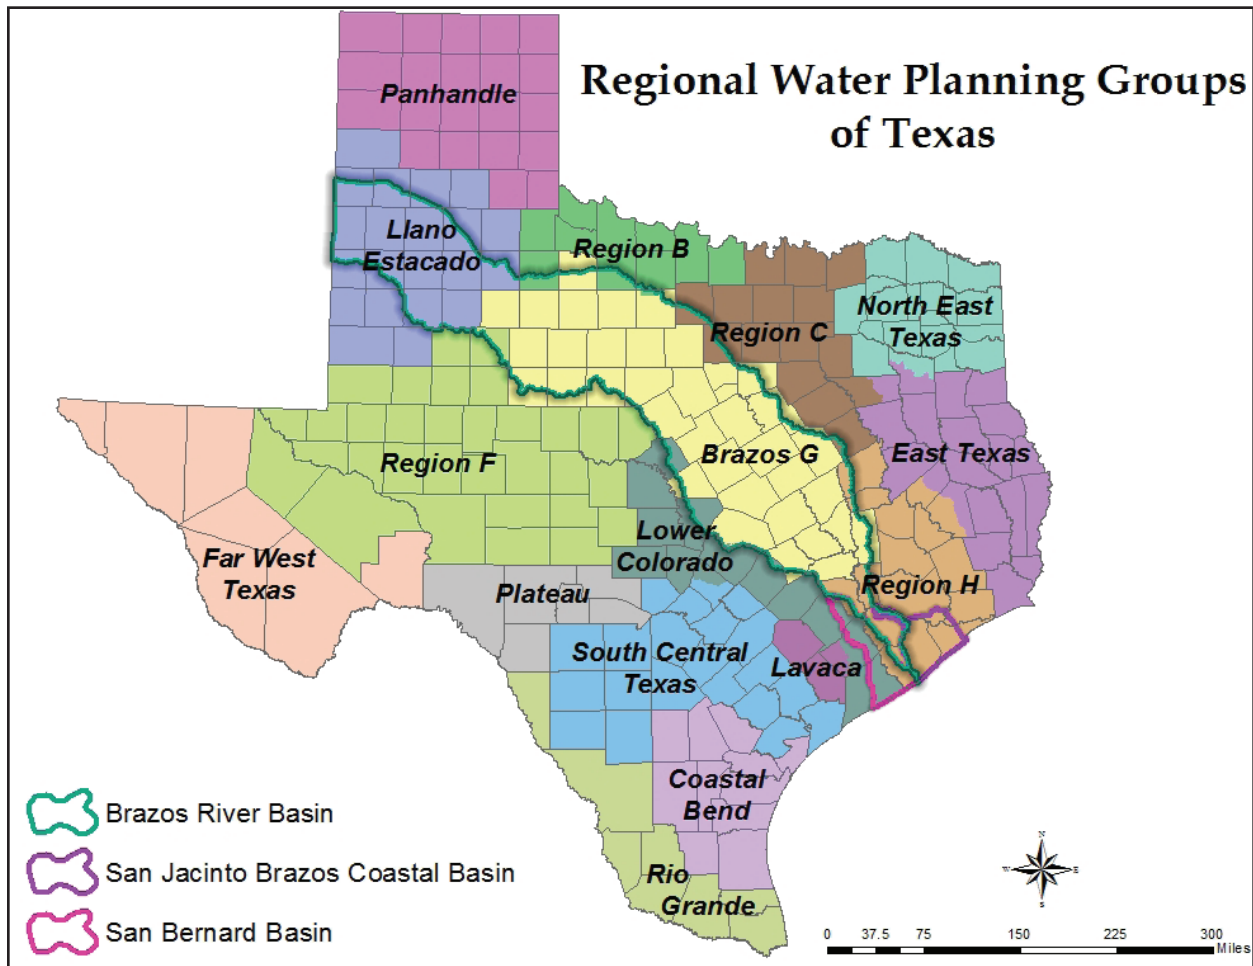 Regional Water Planning Groups
of Texas
Panhandle
Llano
Estacado
Region B
Region C
North East
Texas
Region F
Brazos G
East Texas
Far West
Texas
Lower
Colorado
Region H
Plateau
South Central
Texas
Lavaca
Coastal
Bend
Rio
Grande
Brazos River Basin
San Jacinto Brazos Coastal Basin
San Bernard Basin
N
W E
S
0 37.5 75 150 225 300
Miles